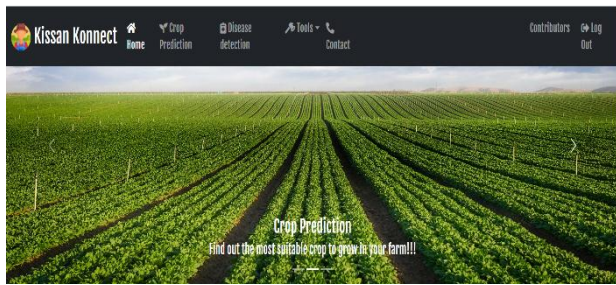 Kissan Konnect
Home
Crop
Prediction
Disease
detection
Tools
Contact
Contributors
Log
Out
Crop Prediction
Find out the most suitable crop to grow in your farm!!!